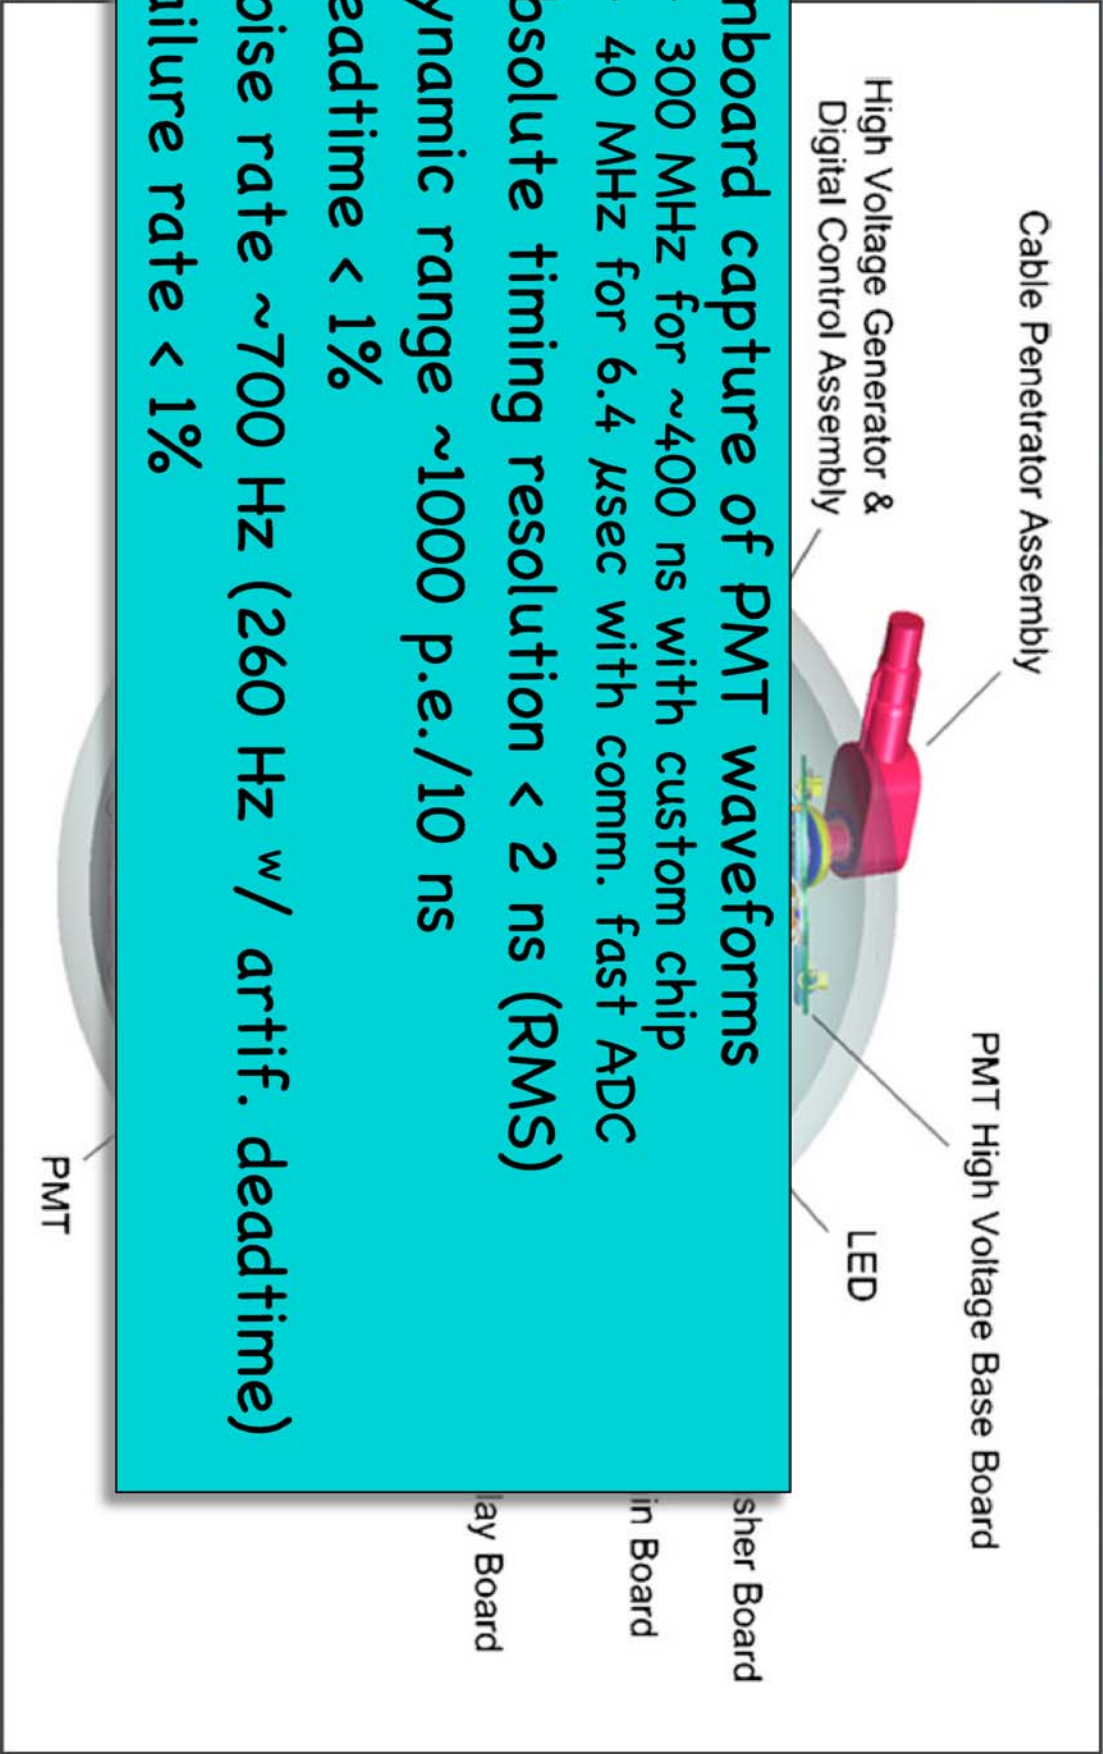 Cable Penetrator Assembly
High Voltage Generator &
Digital Control Assembly
PMT High Voltage Base Board
LED
nboard capture of PMT waveforms
300 MHz for ~400 ns with custom chip
40 MHz for 6.4 µsec with comm. fast ADC
bsolute timing resolution < 2 ns (RMS)
ynamic range ~1000 p.e./10 ns
eadtime < 1%
oise rate ~700 Hz (260 Hz w/ artif. deadtime)
ailure rate < 1%
sher Board
in Board
lay Board
PMT